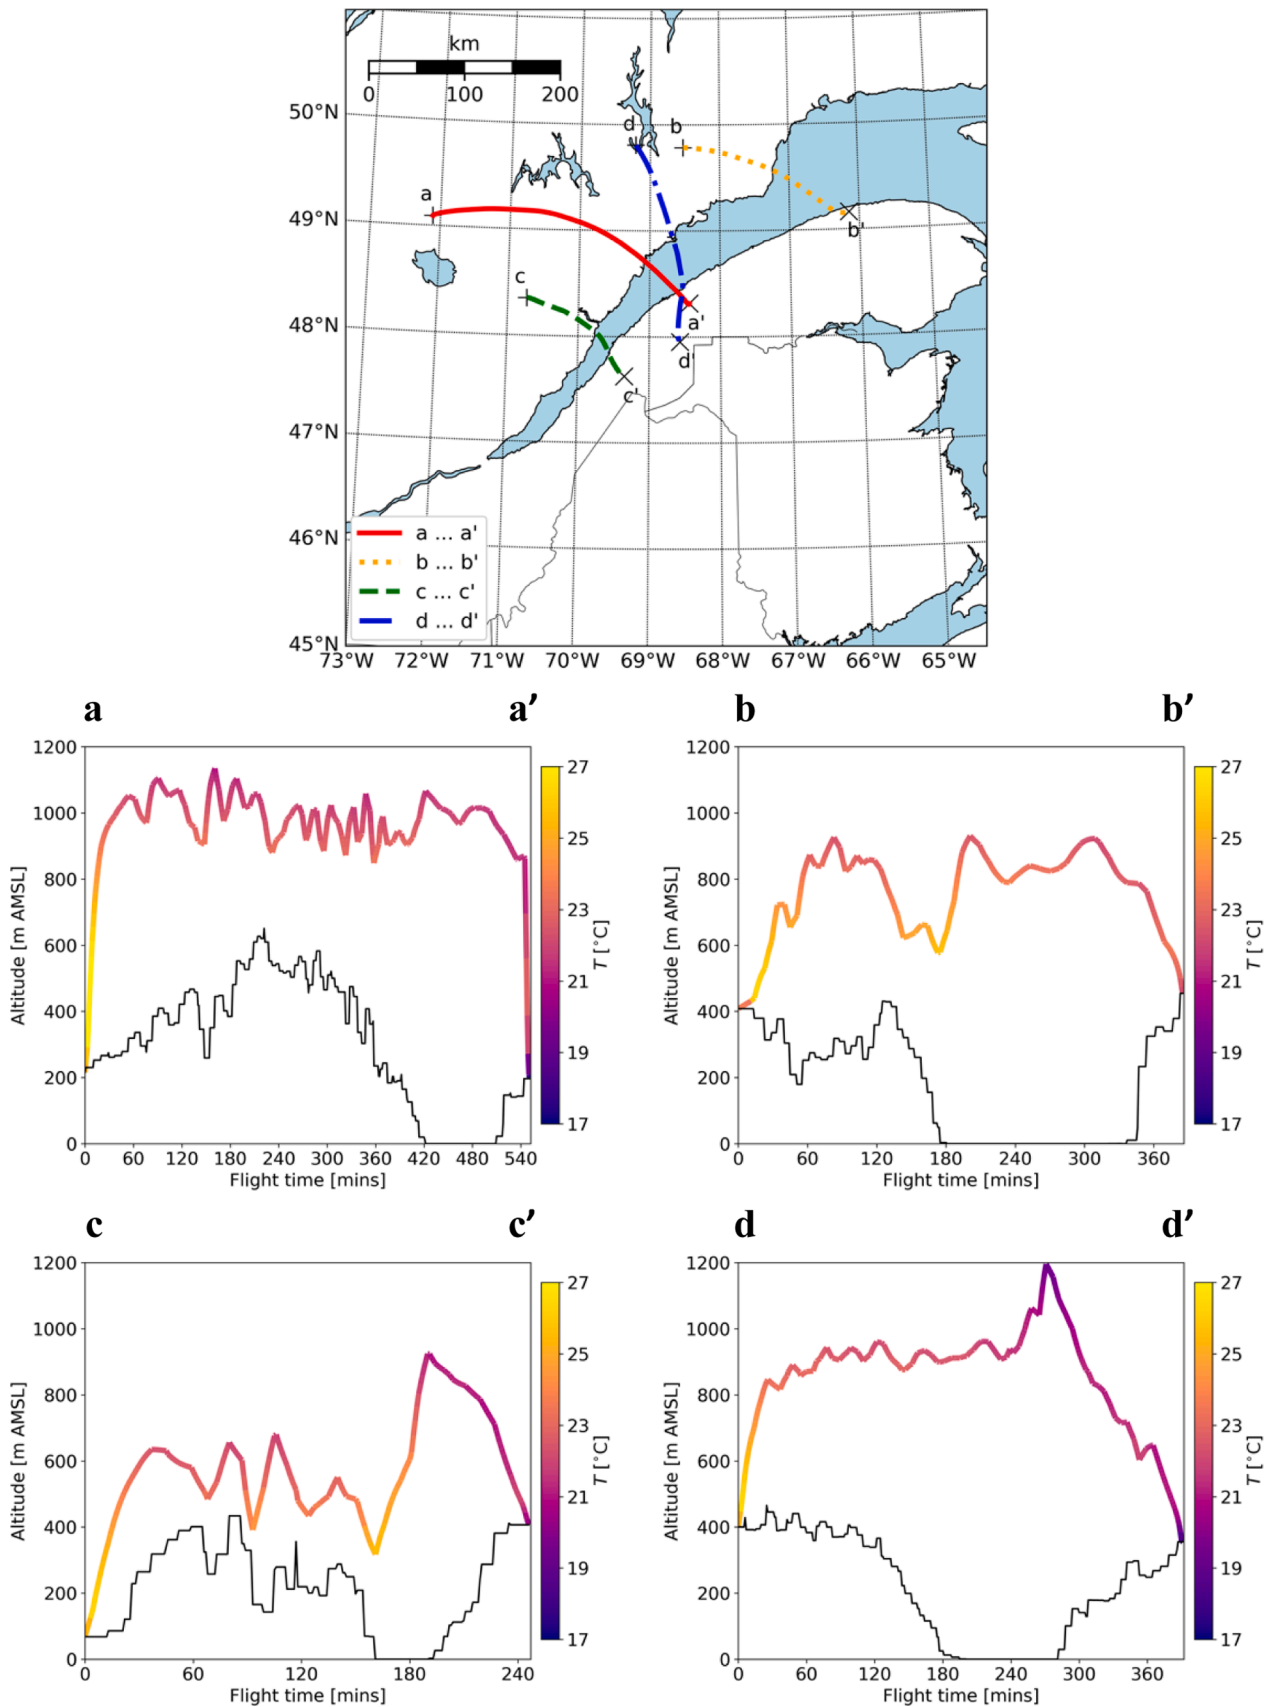 km
0 100 200
50°N
49°N
48°N
47°N
46°N
45°N
d b
a
b'
c
a'
d'
c'
a ... a'
b ... b'
c ... c'
d ... d'
73°W 72°W 71°W 70°W 69°W 68°W 67°W 66°W 65°W
a a′ b b′
1200
1000
800
600
400
200
0
Altitude [m AMSL]
0 60 120 180 240 300 360 420 480 540
Flight time [mins]
27
25
23
21
19
17
T [°C]
1200
1000
800
600
400
200
0
Altitude [m AMSL]
0 60 120 180 240 300 360
Flight time [mins]
27
25
23
21
19
17
T [°C]
c c′ d d′
1200
1000
800
600
400
200
0
Altitude [m AMSL]
0 60 120 180 240
Flight time [mins]
27
25
23
21
19
17
T [°C]
1200
1000
800
600
400
200
0
Altitude [m AMSL]
0 60 120 180 240 300 360
Flight time [mins]
27
25
23
21
19
17
T [°C]